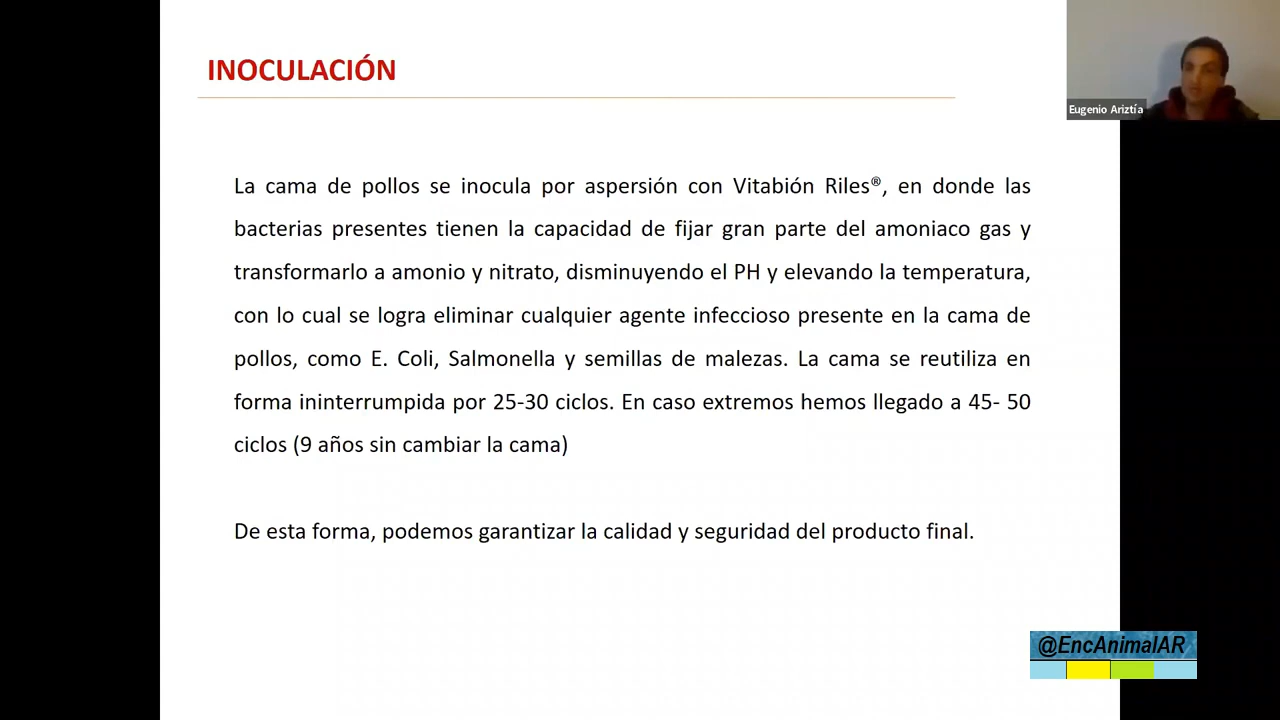 INOCULACIÓN
Eugenio Ariztía
La cama de pollos se inocula por aspersión con Vitabión Riles®, en donde las
bacterias presentes tienen la capacidad de fijar gran parte del amoniaco gas y
transformarlo a amonio y nitrato, disminuyendo el PH y elevando la temperatura,
con lo cual se logra eliminar cualquier agente infeccioso presente en la cama de
pollos, como E. Coli, Salmonella y semillas de malezas. La cama se reutiliza en
forma ininterrumpida por 25-30 ciclos. En caso extremos hemos llegado a 45- 50
ciclos (9 años sin cambiar la cama)
De esta forma, podemos garantizar la calidad y seguridad del producto final.
@EncAnimalAR